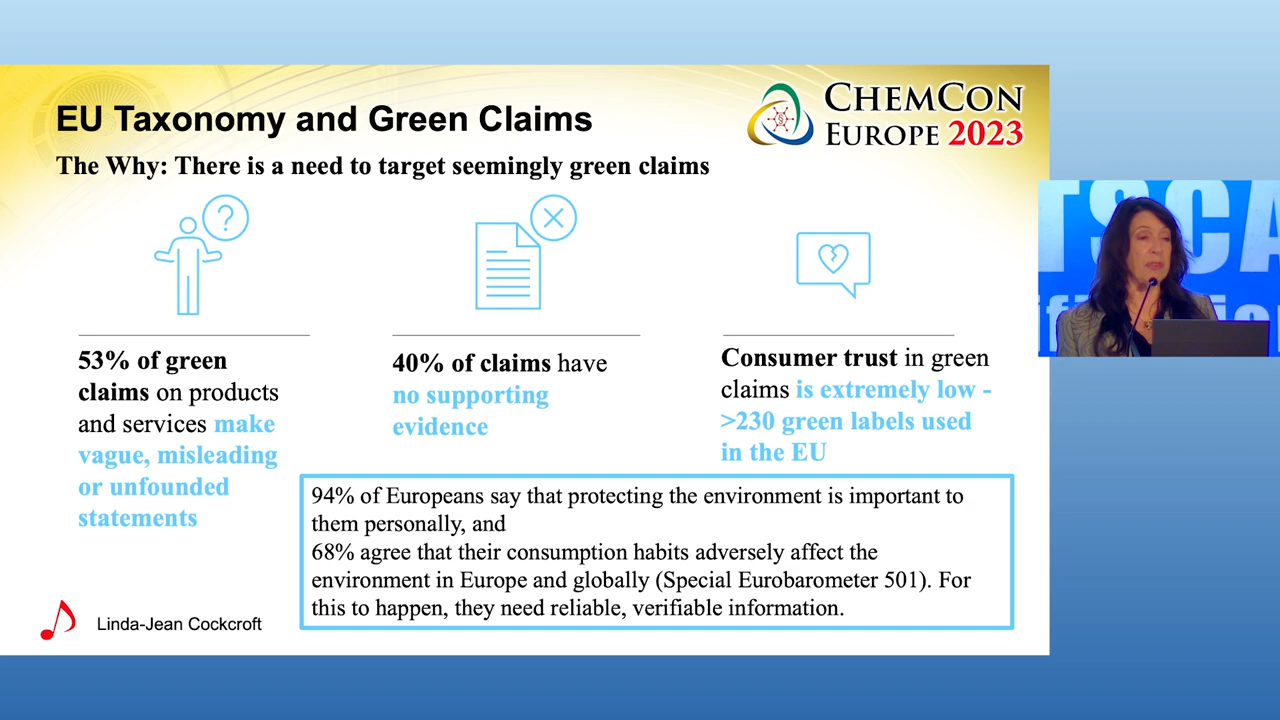 EU Taxonomy and Green Claims
CHEMCON
EUROPE 2023
The Why: There is a need to target seemingly green claims
?
§
53% of green
claims on products
and services make
vague, misleading
or unfounded
statements
40% of claims have
no supporting
evidence
Consumer trust in green
claims is extremely low -
>230 green labels used
in the EU
94% of Europeans say that protecting the environment is important to
them personally, and
68% agree that their consumption habits adversely affect the
environment in Europe and globally (Special Eurobarometer 501). For
this to happen, they need reliable, verifiable information.
Linda-Jean Cockcroft
TSCA